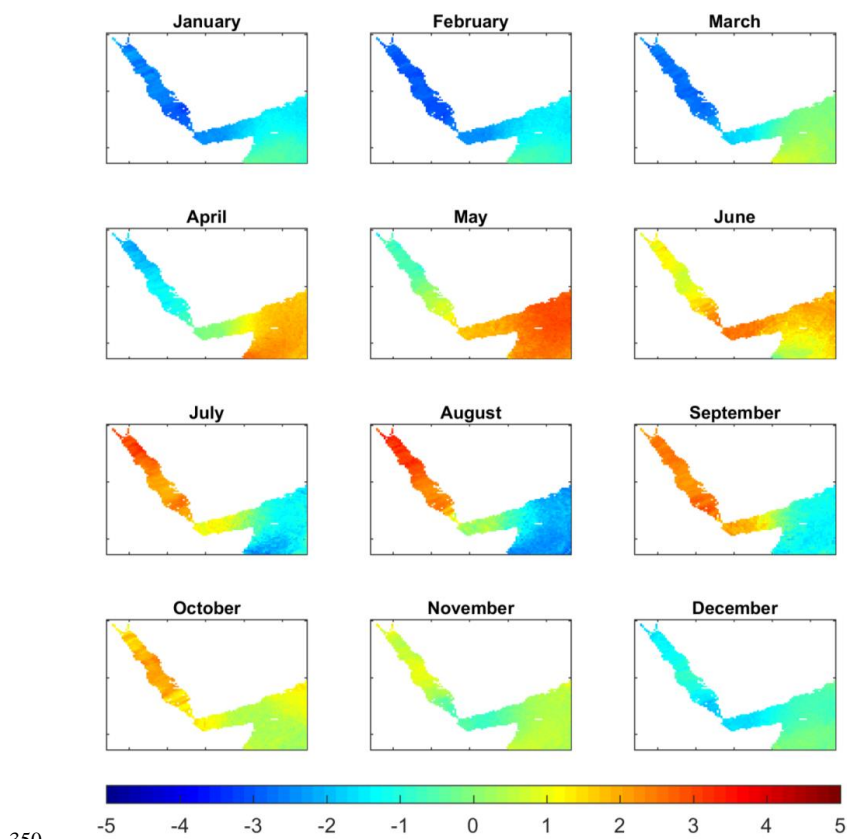 January February March
April May June
July August September
October November December
-5 -4 -3 -2 -1 0 1 2 3 4 5
350